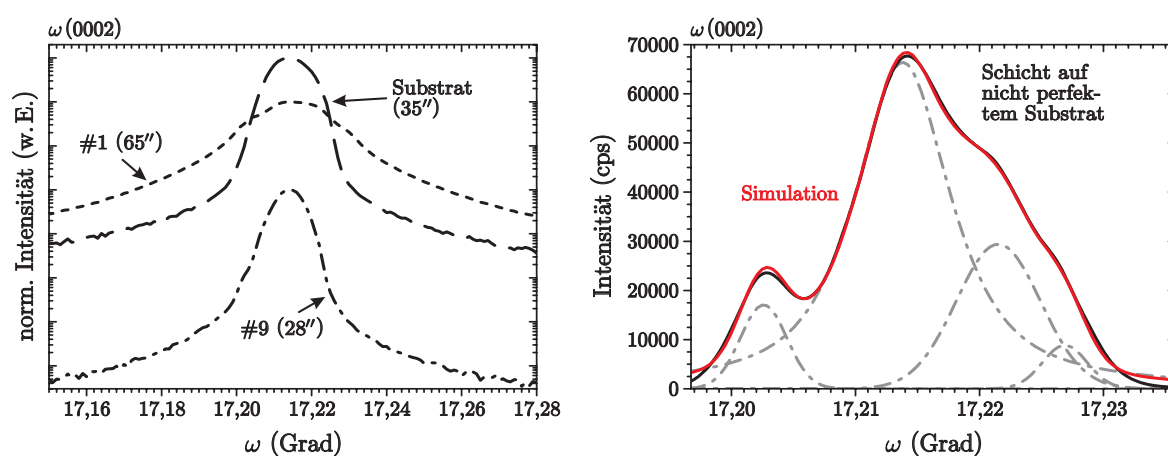 ω(0002)
norm. Intensität (w. E.)
Substrat
(35″)
#1 (65″)
#9 (28″)
17,16 17,18 17,20 17,22 17,24 17,26 17,28
ω (Grad)
ω(0002)
Intensität (cps)
70000
60000
50000
40000
30000
20000
10000
0
Schicht auf
nicht perfek-
tem Substrat
Simulation
17,20 17,21 17,22 17,23
ω (Grad)